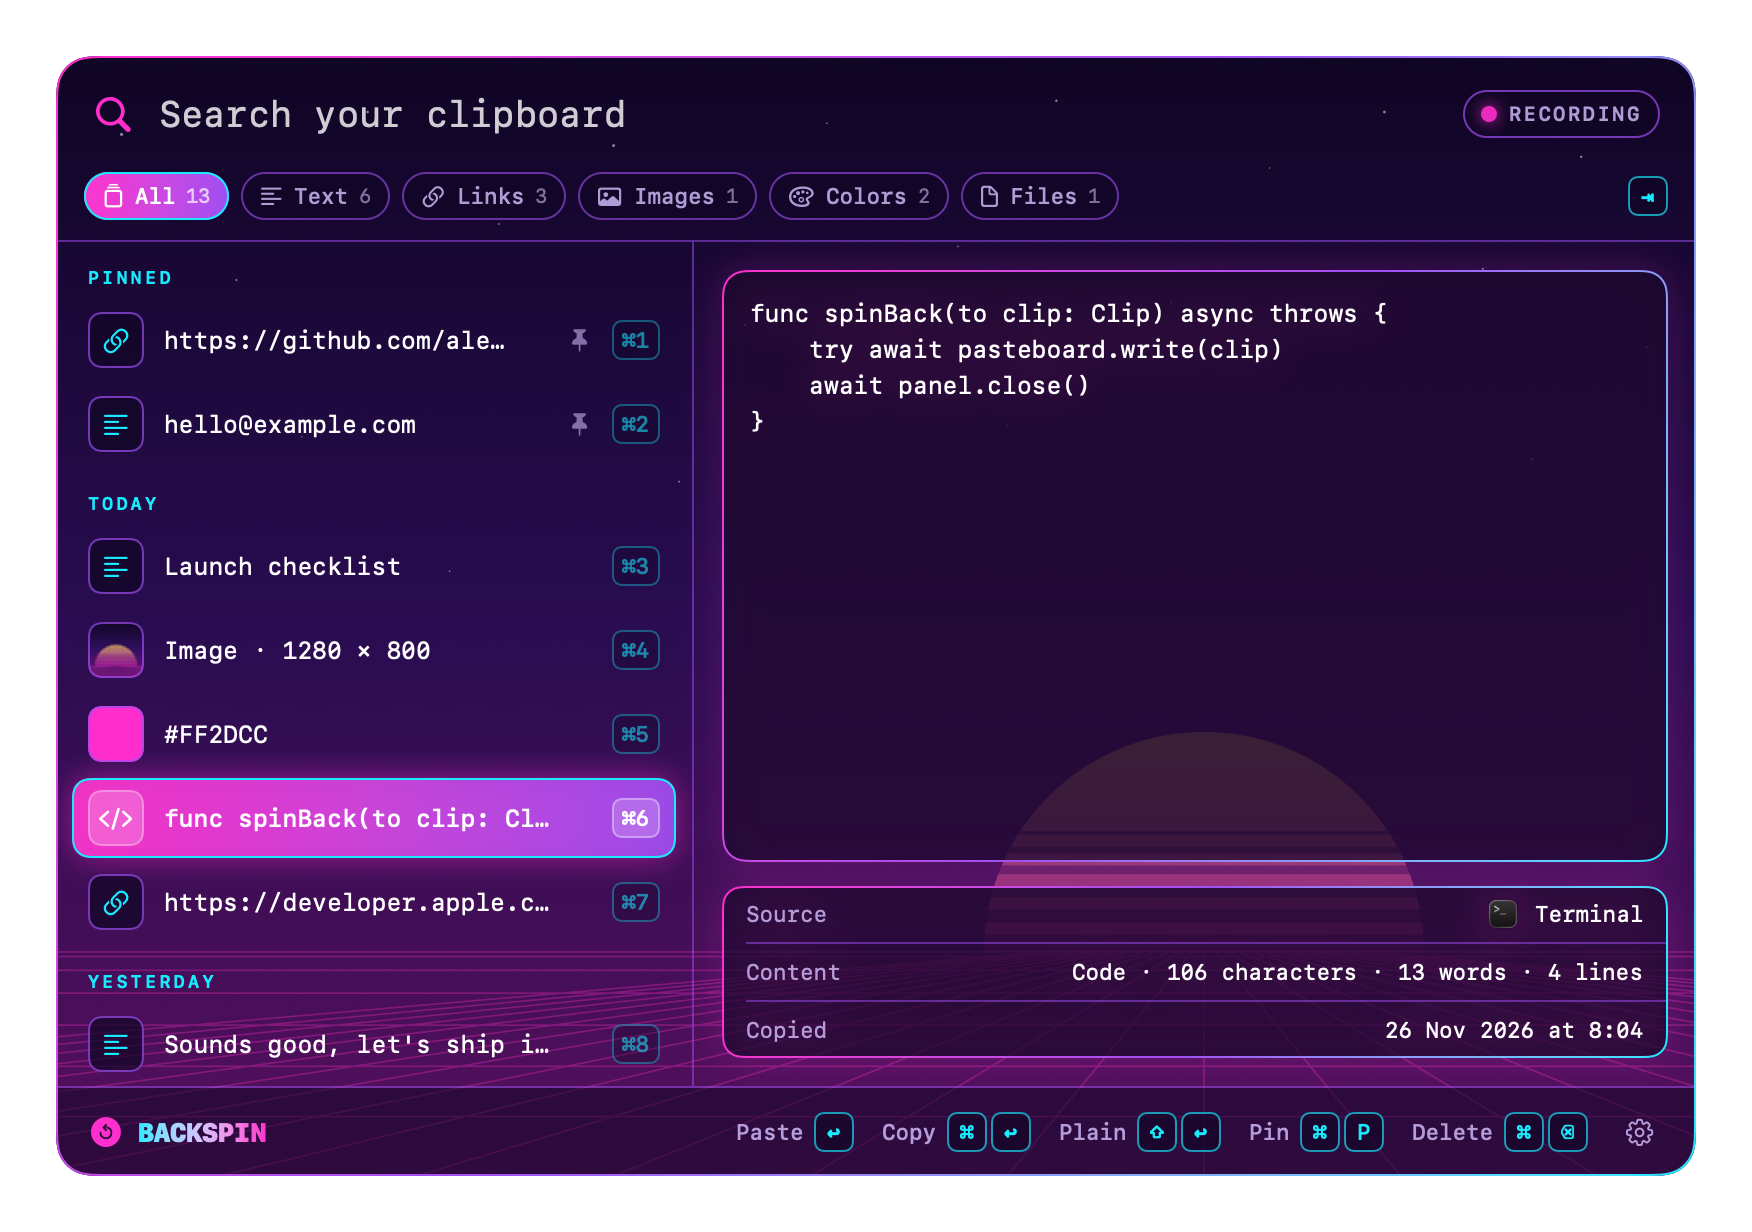 Search your clipboard
RECORDING
All 13
Text 6
Links 3
Images 1
Colors 2
Files 1
⇥
PINNED
https://github.com/ale…
⌘1
hello@example.com
⌘2
TODAY
Launch checklist
⌘3
Image · 1280 × 800
⌘4
#FF2DCC
⌘5
func spinBack(to clip: Cl…
⌘6
https://developer.apple.c…
⌘7
YESTERDAY
Sounds good, let's ship i…
⌘8
func spinBack(to clip: Clip) async throws {
    try await pasteboard.write(clip)
    await panel.close()
}
Source
Terminal
Content
Code · 106 characters · 13 words · 4 lines
Copied
26 Nov 2026 at 8:04
BACKSPIN
Paste ↩
Copy ⌘ ↩
Plain ⇧ ↩
Pin ⌘ P
Delete ⌘ ⌫